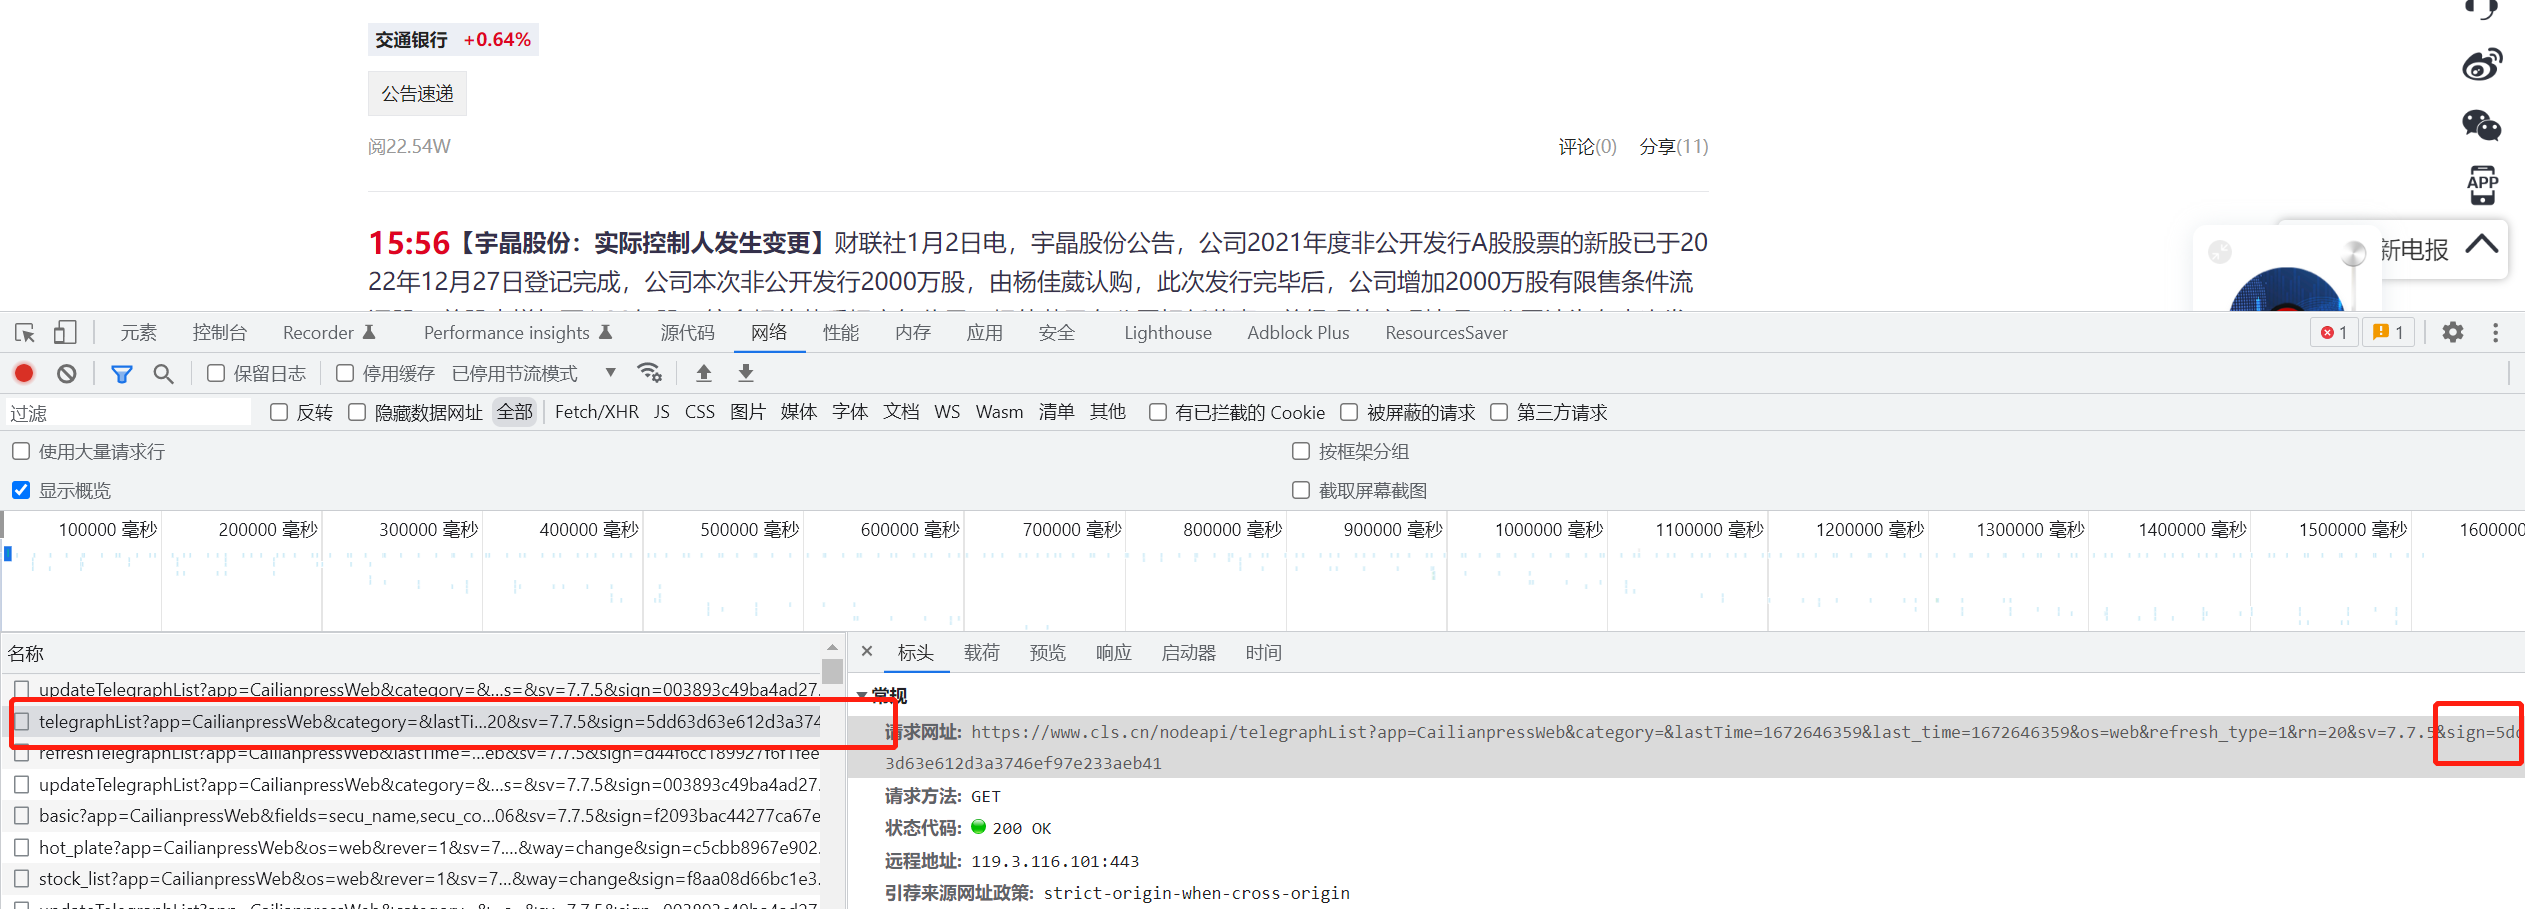 交通银行 +0.64%
公告速递
阅22.54W
评论(0) 分享(11)
APP
15:56【宇晶股份：实际控制人发生变更】财联社1月2日电，宇晶股份公告，公司2021年度非公开发行A股股票的新股已于20
22年12月27日登记完成，公司本次非公开发行2000万股，由杨佳葳认购，此次发行完毕后，公司增加2000万股有限售条件流
新电报
元素 控制台 Recorder Performance insights 源代码 网络 性能 内存 应用 安全 Lighthouse Adblock Plus ResourcesSaver 1 1
保留日志 停用缓存 已停用节流模式
过滤 反转 隐藏数据网址 全部 Fetch/XHR JS CSS 图片 媒体 字体 文档 WS Wasm 清单 其他 有已拦截的 Cookie 被屏蔽的请求 第三方请求
使用大量请求行 按框架分组
显示概览 截取屏幕截图
100000 毫秒 200000 毫秒 300000 毫秒 400000 毫秒 500000 毫秒 600000 毫秒 700000 毫秒 800000 毫秒 900000 毫秒 1000000 毫秒 1100000 毫秒 1200000 毫秒 1300000 毫秒 1400000 毫秒 1500000 毫秒 1600000
名称
updateTelegraphList?app=CailianpressWeb&category=&...s=&sv=7.7.5&sign=003893c49ba4ad27.
telegraphList?app=CailianpressWeb&category=&lastTi...20&sv=7.7.5&sign=5dd63d63e612d3a374
refreshTelegraphList?app=CailianpressWeb&lastTime=...eb&sv=7.7.5&sign=d44f6cc189927f6f1fee
updateTelegraphList?app=CailianpressWeb&category=&...s=&sv=7.7.5&sign=003893c49ba4ad27.
basic?app=CailianpressWeb&fields=secu_name,secu_co...06&sv=7.7.5&sign=f2093bac44277ca67e
hot_plate?app=CailianpressWeb&os=web&rever=1&sv=7....&way=change&sign=c5cbb8967e902.
stock_list?app=CailianpressWeb&os=web&rever=1&sv=7...&way=change&sign=f8aa08d66bc1e3.
标头 载荷 预览 响应 启动器 时间
常规
请求网址: https://www.cls.cn/nodeapi/telegraphList?app=CailianpressWeb&category=&lastTime=1672646359&last_time=1672646359&os=web&refresh_type=1&rn=20&sv=7.7.5&sign=5dd
3d63e612d3a3746ef97e233aeb41
请求方法: GET
状态代码: 200 OK
远程地址: 119.3.116.101:443
引荐来源网址政策: strict-origin-when-cross-origin